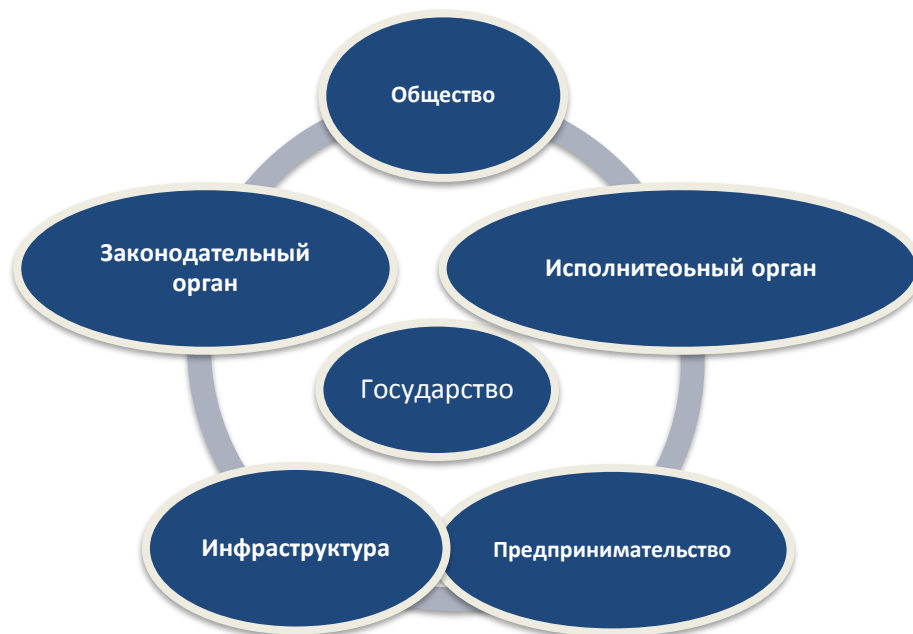 Общество
Законодательный
орган
Исполнитеоьный орган
Государство
Инфраструктура
Предпринимательство